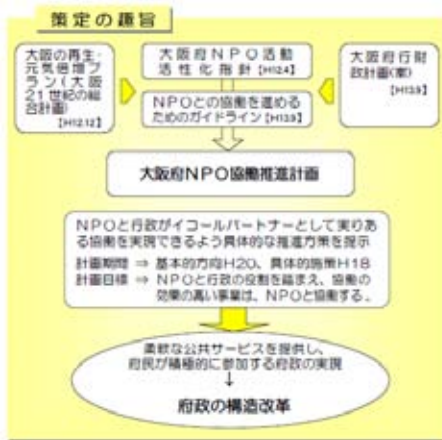 策定の趣旨
大阪の再生・
元気倍増プ
ラン(大阪
21世紀の総
合計画)
【H12.12】
大阪府NPO活動
活性化指針【H12.4】
NPOとの協働を進める
ためのガイドライン【H13.9】
大阪府行財
政計画(案)
【H13.9】
大阪府NPO協働推進計画
NPOと行政がイコールパートナーとして実りあ
る協働を実現できるよう具体的な推進方策を提示
計画期間 ⇒ 基本的方向H20、具体的施策H18
計画目標 ⇒ NPOと行政の役割を踏まえ、協働の
効果の高い事業は、NPOと協働する。
柔軟な公共サービスを提供し、
府民が積極的に参加する府政の実現
↓
府政の構造改革